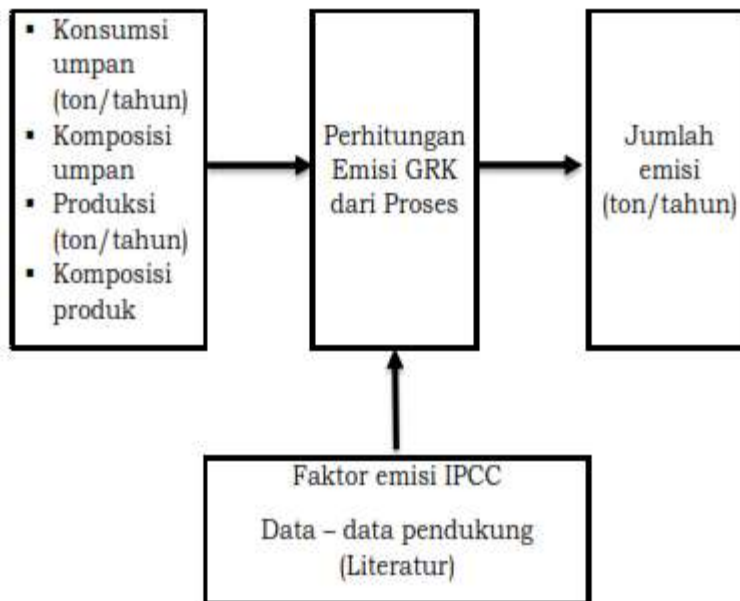 ▪ Konsumsi
umpan
(ton/tahun)
▪ Komposisi
umpan
▪ Produksi
(ton/tahun)
▪ Komposisi
produk
Perhitungan
Emisi GRK
dari Proses
Jumlah
emisi
(ton/tahun)
Faktor emisi IPCC
Data – data pendukung
(Literatur)